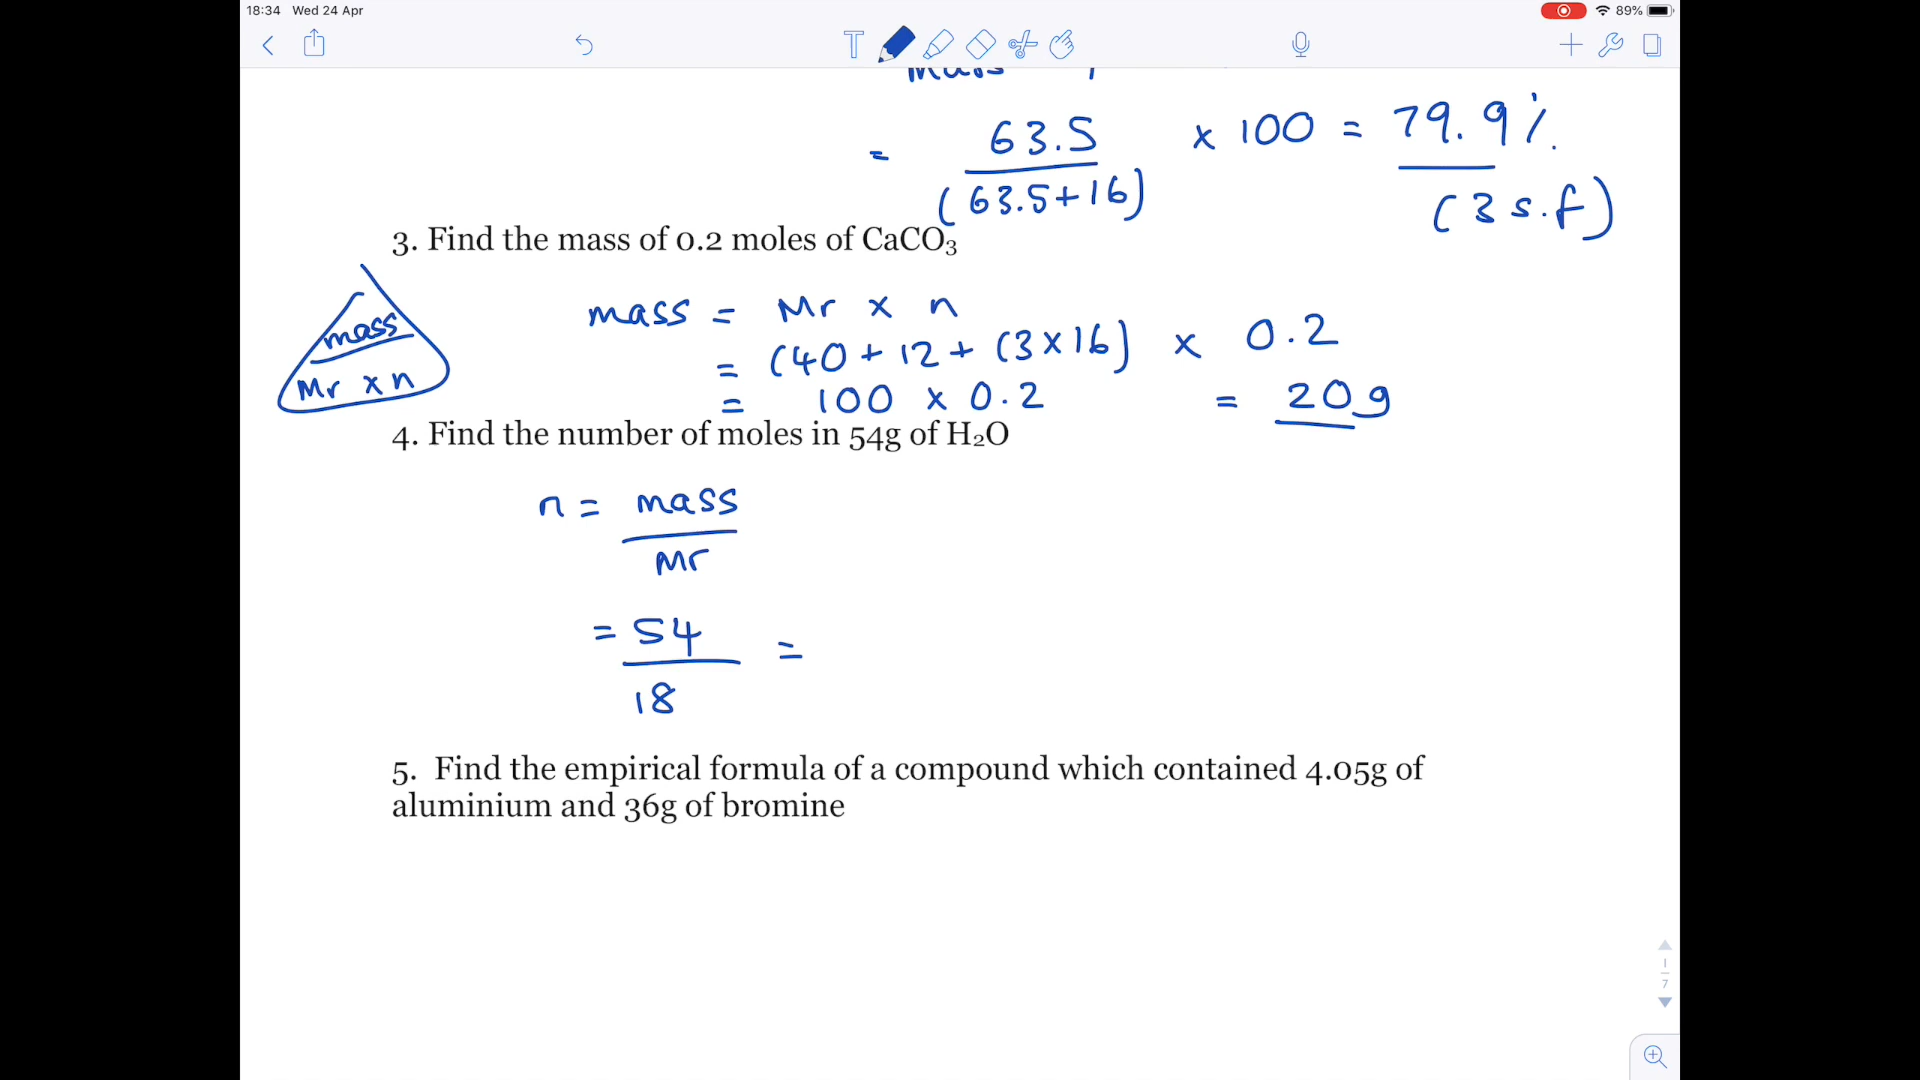 18:34 Wed 24 Apr
89%
T
= 63.5 / (63.5+16) x 100 = 79.9%.
(3 s.f)
3. Find the mass of 0.2 moles of CaCO₃
mass
Mr x n
mass = Mr x n
= (40 + 12 + (3 x 16) x 0.2
= 100 x 0.2 = 20g
4. Find the number of moles in 54g of H₂O
n = mass
Mr
= 54 =
18
5. Find the empirical formula of a compound which contained 4.05g of
aluminium and 36g of bromine
1
7